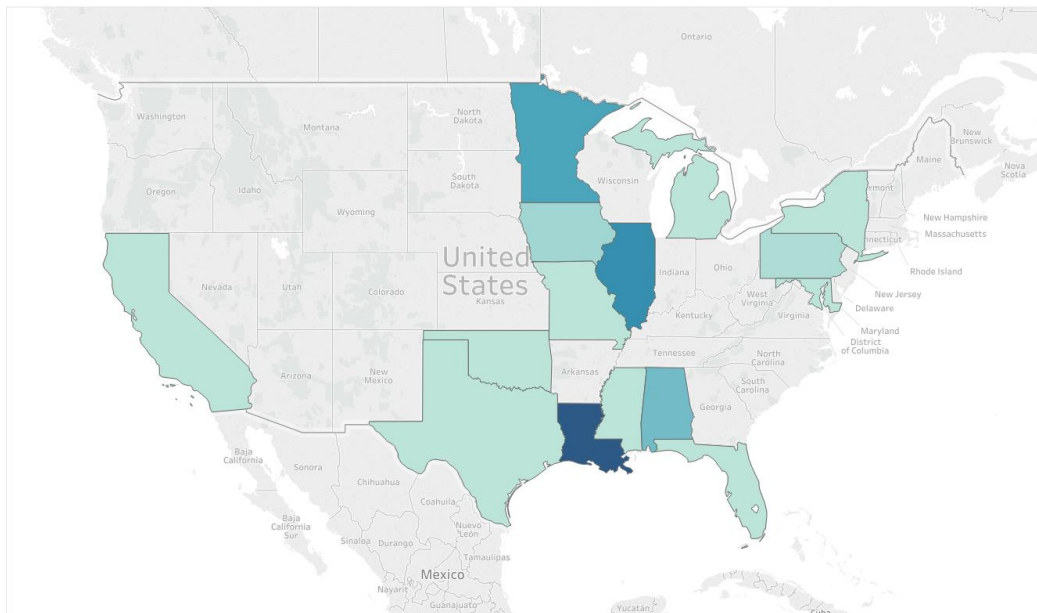 Ontario
Washington
Montana
North
Dakota
New
Brunswick
Maine
Nova
Scotia
Oregon
Idaho
South
Dakota
Wisconsin
Wyoming
ermont
New Hampshire
Massachusetts
onnecticut
Rhode Island
United
States
Nevada
Utah
Colorado
Kansas
Indiana
Ohio
West
Virginia
Virginia
Kentucky
New Jersey
Delaware
Maryland
District
of Columbia
Tennessee
North
Carolina
Arizona
New
Mexico
Arkansas
South
Carolina
Georgia
Baja
California
Sonora
Chihuahua
Coahuila
Baja
California
Sur
Sinaloa
Durango
Nuevo
León
Tamaulipas
Mexico
Nayarit
Guanajuato
Yucatán
Cuba